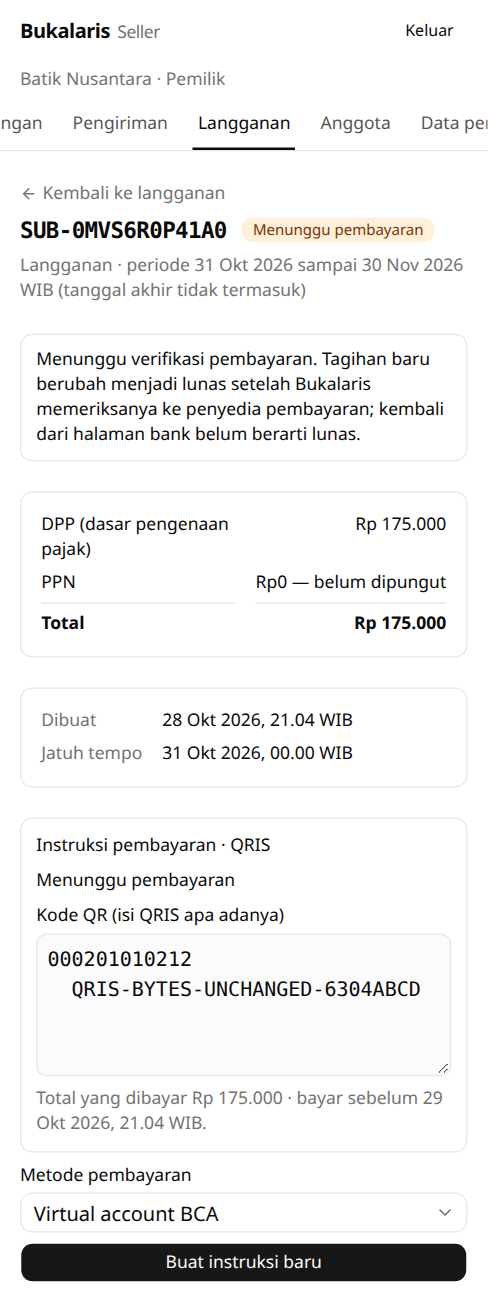 Bukalaris Seller
Keluar
Batik Nusantara · Pemilik
ngan Pengiriman Langganan Anggota Data per
← Kembali ke langganan
SUB-0MVS6R0P41A0 Menunggu pembayaran
Langganan · periode 31 Okt 2026 sampai 30 Nov 2026
WIB (tanggal akhir tidak termasuk)
Menunggu verifikasi pembayaran. Tagihan baru
berubah menjadi lunas setelah Bukalaris
memeriksanya ke penyedia pembayaran; kembali
dari halaman bank belum berarti lunas.
DPP (dasar pengenaan
pajak)
Rp 175.000
PPN Rp0 — belum dipungut
Total Rp 175.000
Dibuat 28 Okt 2026, 21.04 WIB
Jatuh tempo 31 Okt 2026, 00.00 WIB
Instruksi pembayaran · QRIS
Menunggu pembayaran
Kode QR (isi QRIS apa adanya)
000201010212
QRIS-BYTES-UNCHANGED-6304ABCD
Total yang dibayar Rp 175.000 · bayar sebelum 29
Okt 2026, 21.04 WIB.
Metode pembayaran
Virtual account BCA
Buat instruksi baru